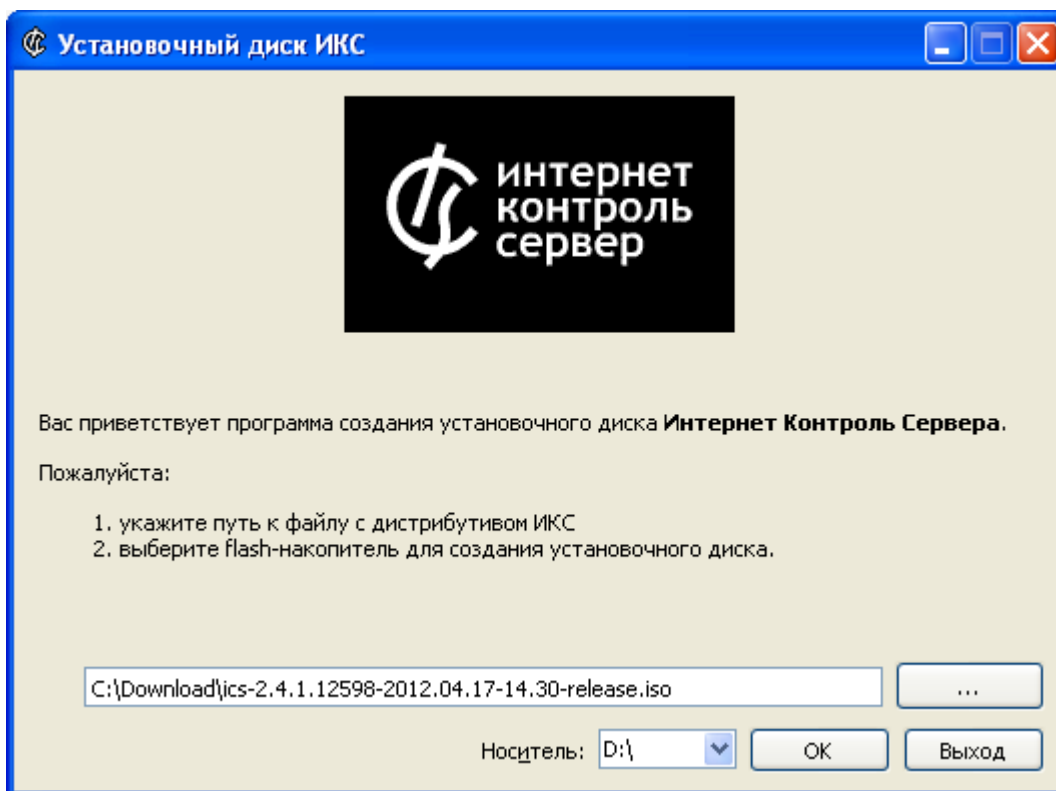 Установочный диск ИКС
интернет
контроль
сервер
Вас приветствует программа создания установочного диска Интернет Контроль Сервера.
Пожалуйста:
1. укажите путь к файлу с дистрибутивом ИКС
2. выберите flash-накопитель для создания установочного диска.
C:\Download\ics-2.4.1.12598-2012.04.17-14.30-release.iso
...
Носитель: D:\ OK Выход